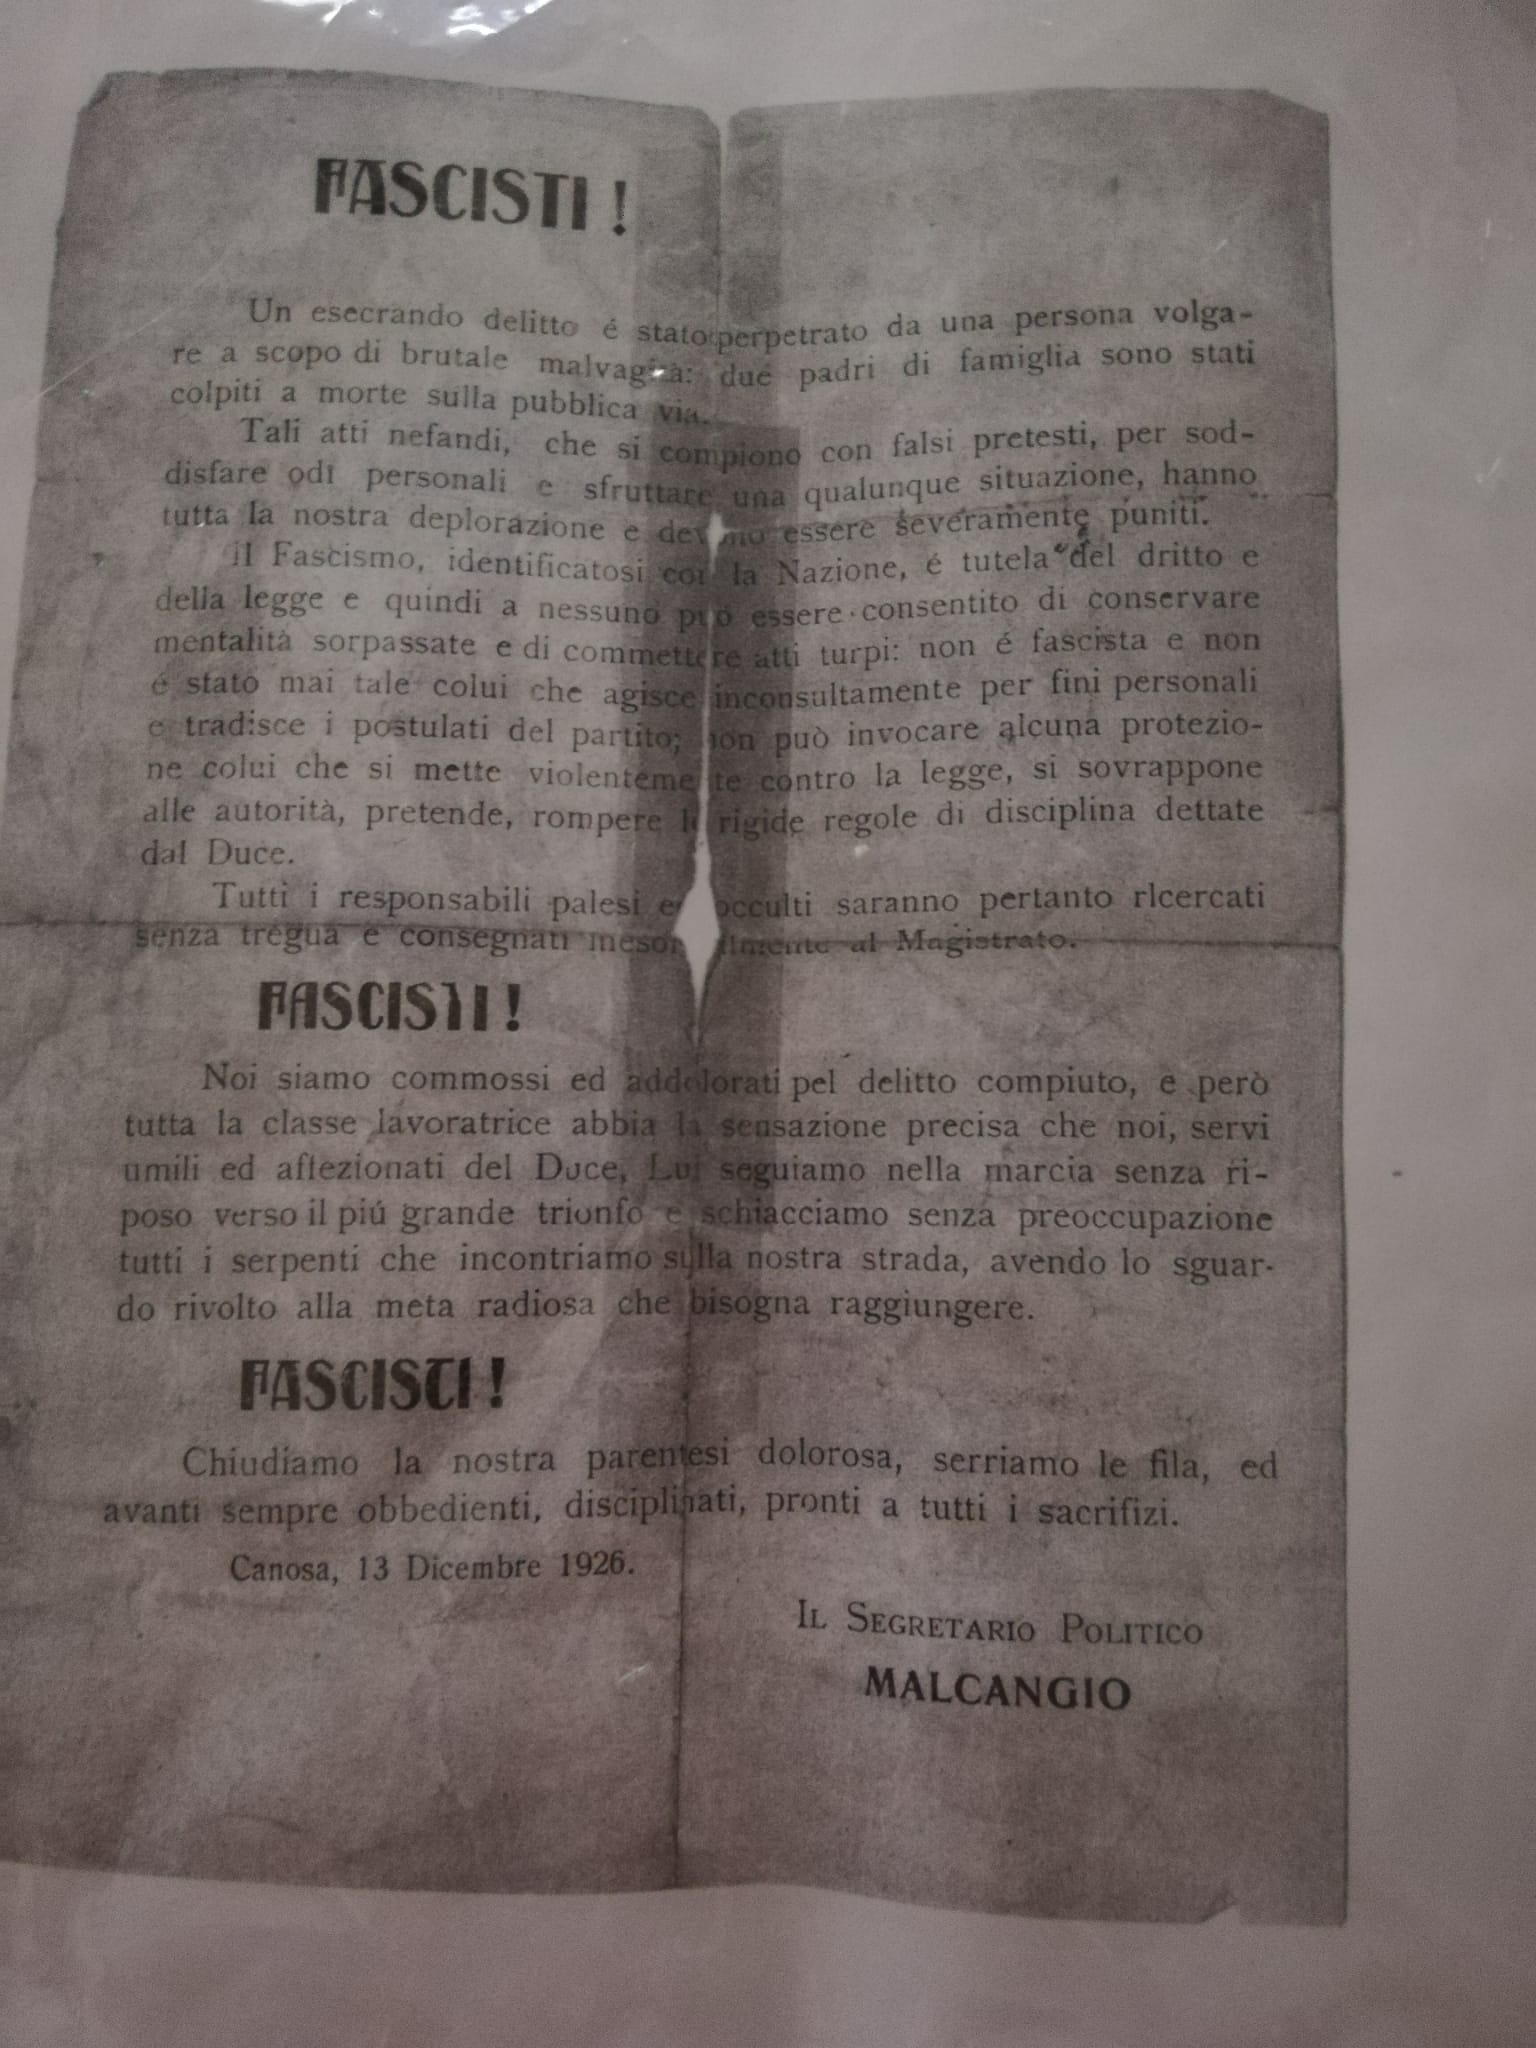 FASCISTI !
Un esecrando delitto é stato perpetrato da una persona volga-
re a scopo di brutale malvagità: due padri di famiglia sono stati
colpiti a morte sulla pubblica via.
Tali atti nefandi, che si compiono con falsi pretesti, per sod-
disfare odi personali e sfruttare una qualunque situazione, hanno
tutta la nostra deplorazione e devono essere severamente puniti.
Il Fascismo, identificatosi con la Nazione, é tutela del dritto e
della legge e quindi a nessuno può essere consentito di conservare
mentalità sorpassate e di commettere atti turpi: non é fascista e non
é stato mai tale colui che agisce inconsultamente per fini personali
e tradisce i postulati del partito; non può invocare alcuna protezio-
ne colui che si mette violentemente contro la legge, si sovrappone
alle autorità, pretende, rompere le rigide regole di disciplina dettate
dal Duce.
Tutti i responsabili palesi ed occulti saranno pertanto ricercati
senza tregua e consegnati mesorabilmente al Magistrato.
FASCISTI !
Noi siamo commossi ed addolorati pel delitto compiuto, e però
tutta la classe lavoratrice abbia la sensazione precisa che noi, servi
umili ed affezionati del Duce, Lui seguiamo nella marcia senza ri-
poso verso il piú grande trionfo e schiacciamo senza preoccupazione
tutti i serpenti che incontriamo sulla nostra strada, avendo lo sguar-
do rivolto alla meta radiosa che bisogna raggiungere.
FASCISTI !
Chiudiamo la nostra parentesi dolorosa, serriamo le fila, ed
avanti sempre obbedienti, disciplinati, pronti a tutti i sacrifizi.
Canosa, 13 Dicembre 1926.
IL SEGRETARIO POLITICO
MALCANGIO